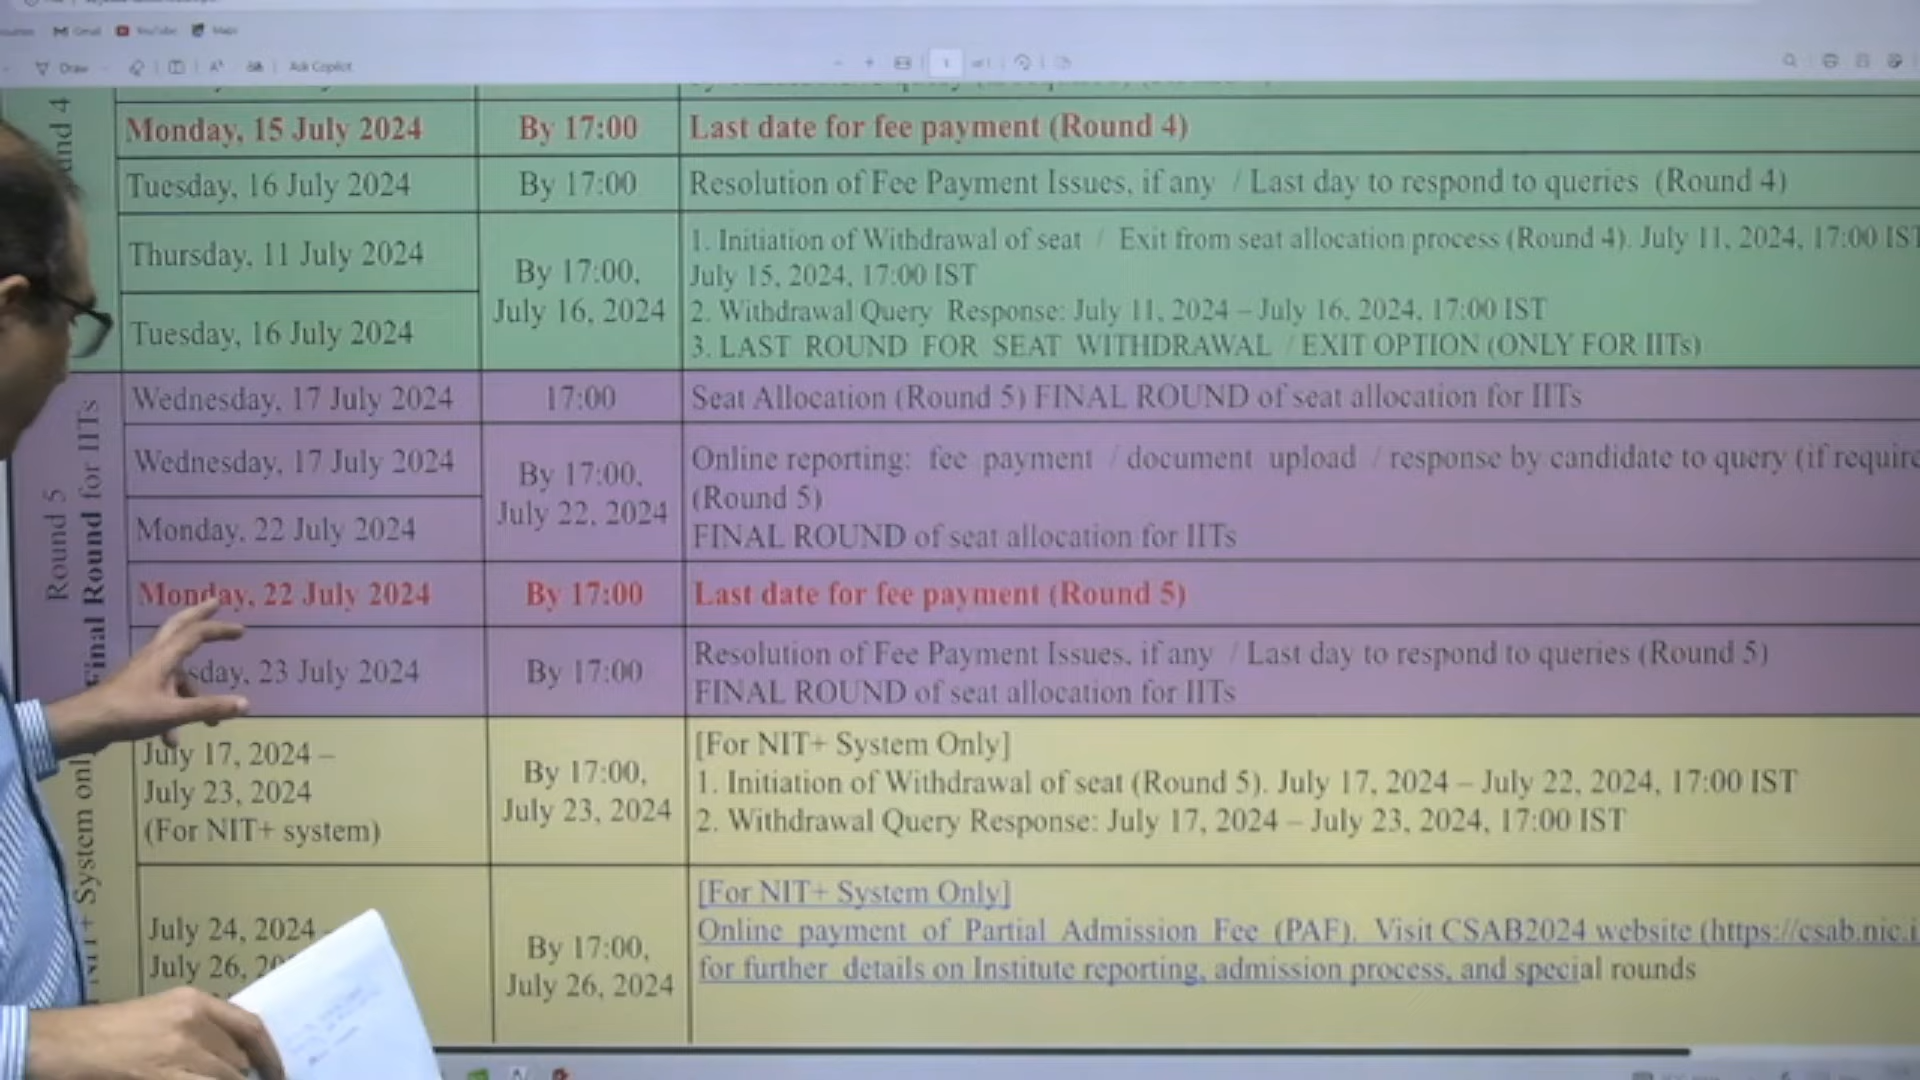 Gmail
YouTube
Maps
Draw
Ask Copilot
1
Monday, 15 July 2024
By 17:00
Last date for fee payment (Round 4)
Tuesday, 16 July 2024
By 17:00
Resolution of Fee Payment Issues, if any / Last day to respond to queries (Round 4)
Thursday, 11 July 2024
Tuesday, 16 July 2024
By 17:00,
July 16, 2024
1. Initiation of Withdrawal of seat / Exit from seat allocation process (Round 4). July 11, 2024, 17:00 IST
July 15, 2024, 17:00 IST
2. Withdrawal Query Response: July 11, 2024 – July 16, 2024, 17:00 IST
3. LAST ROUND FOR SEAT WITHDRAWAL / EXIT OPTION (ONLY FOR IITs)
Round 5
Final Round for IITs
Wednesday, 17 July 2024
17:00
Seat Allocation (Round 5) FINAL ROUND of seat allocation for IITs
Wednesday, 17 July 2024
Monday, 22 July 2024
By 17:00,
July 22, 2024
Online reporting: fee payment / document upload / response by candidate to query (if require
(Round 5)
FINAL ROUND of seat allocation for IITs
Monday, 22 July 2024
By 17:00
Last date for fee payment (Round 5)
sday, 23 July 2024
By 17:00
Resolution of Fee Payment Issues, if any / Last day to respond to queries (Round 5)
FINAL ROUND of seat allocation for IITs
NIT+ System only
July 17, 2024 –
July 23, 2024
(For NIT+ system)
By 17:00,
July 23, 2024
[For NIT+ System Only]
1. Initiation of Withdrawal of seat (Round 5). July 17, 2024 – July 22, 2024, 17:00 IST
2. Withdrawal Query Response: July 17, 2024 – July 23, 2024, 17:00 IST
July 24, 2024
July 26, 20
By 17:00,
July 26, 2024
[For NIT+ System Only]
Online payment of Partial Admission Fee (PAF). Visit CSAB2024 website (https://csab.nic.i
for further details on Institute reporting, admission process, and special rounds